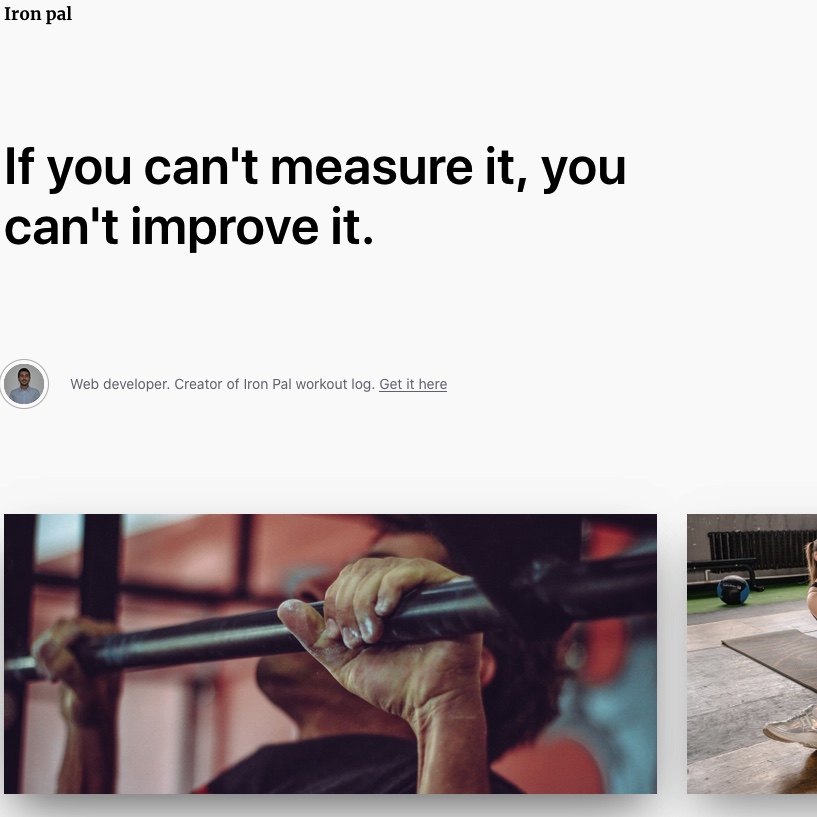 Iron pal
If you can't measure it, you
can't improve it.
Web developer. Creator of Iron Pal workout log. Get it here